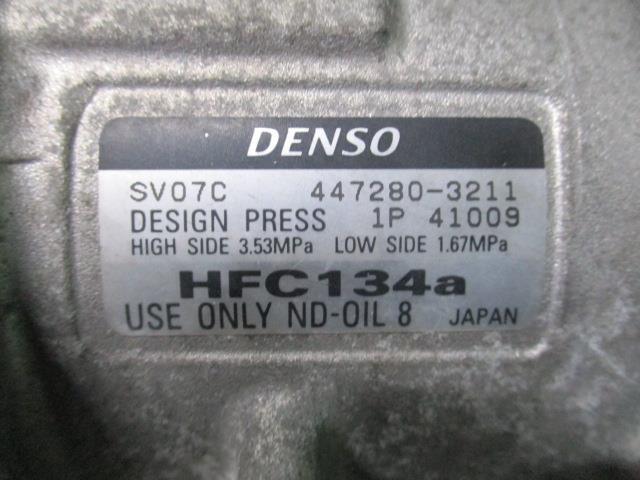 DENSO
SV07C 447280-3211
DESIGN PRESS 1P 41009
HIGH SIDE 3.53MPa LOW SIDE 1.67MPa
HFC134a
USE ONLY ND-OIL 8 JAPAN